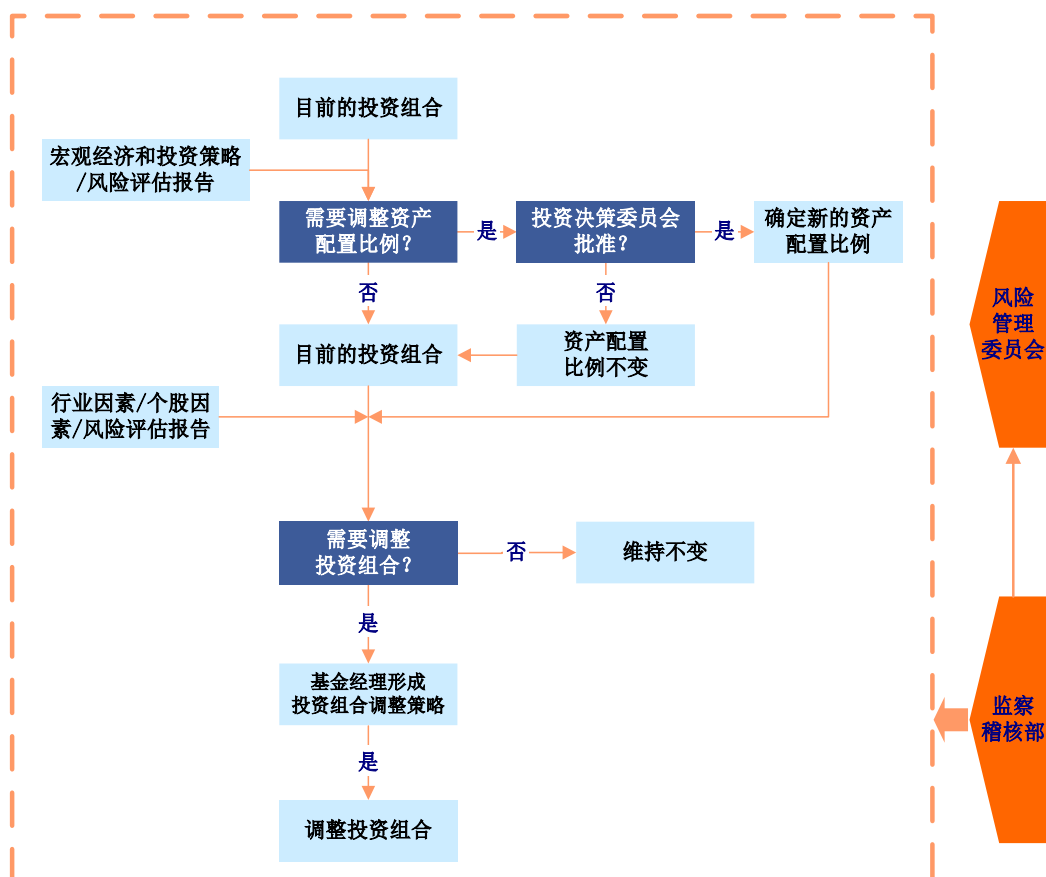 目前的投资组合
宏观经济和投资策略
/风险评估报告
需要调整资产
配置比例？
是
投资决策委员会
批准？
是
确定新的资产
配置比例
否
否
目前的投资组合
资产配置
比例不变
行业因素/个股因
素/风险评估报告
需要调整
投资组合？
否
维持不变
是
基金经理形成
投资组合调整策略
是
调整投资组合
风险
管理
委员会
监察
稽核部